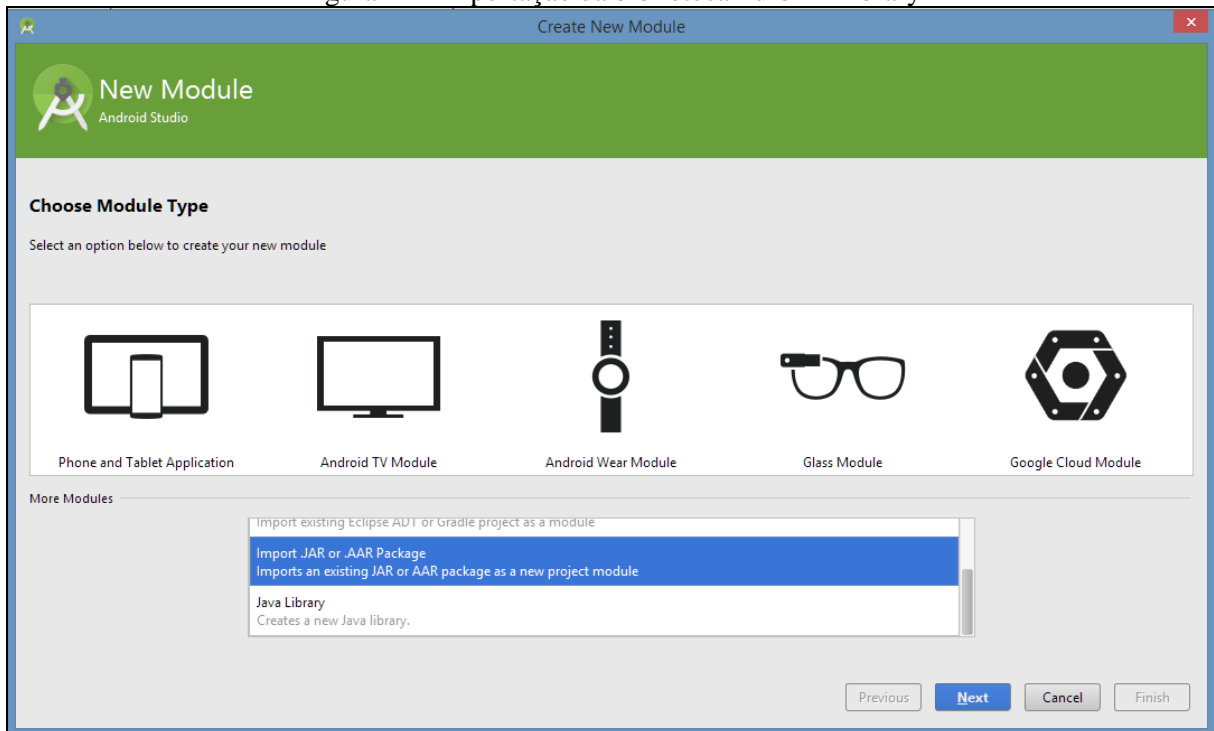 Create New Module
New Module
Android Studio
Choose Module Type
Select an option below to create your new module
Phone and Tablet Application
Android TV Module
Android Wear Module
Glass Module
Google Cloud Module
More Modules
Import existing Eclipse ADT or Gradle project as a module
Import .JAR or .AAR Package
Imports an existing JAR or AAR package as a new project module
Java Library
Creates a new Java library.
Previous
Next
Cancel
Finish